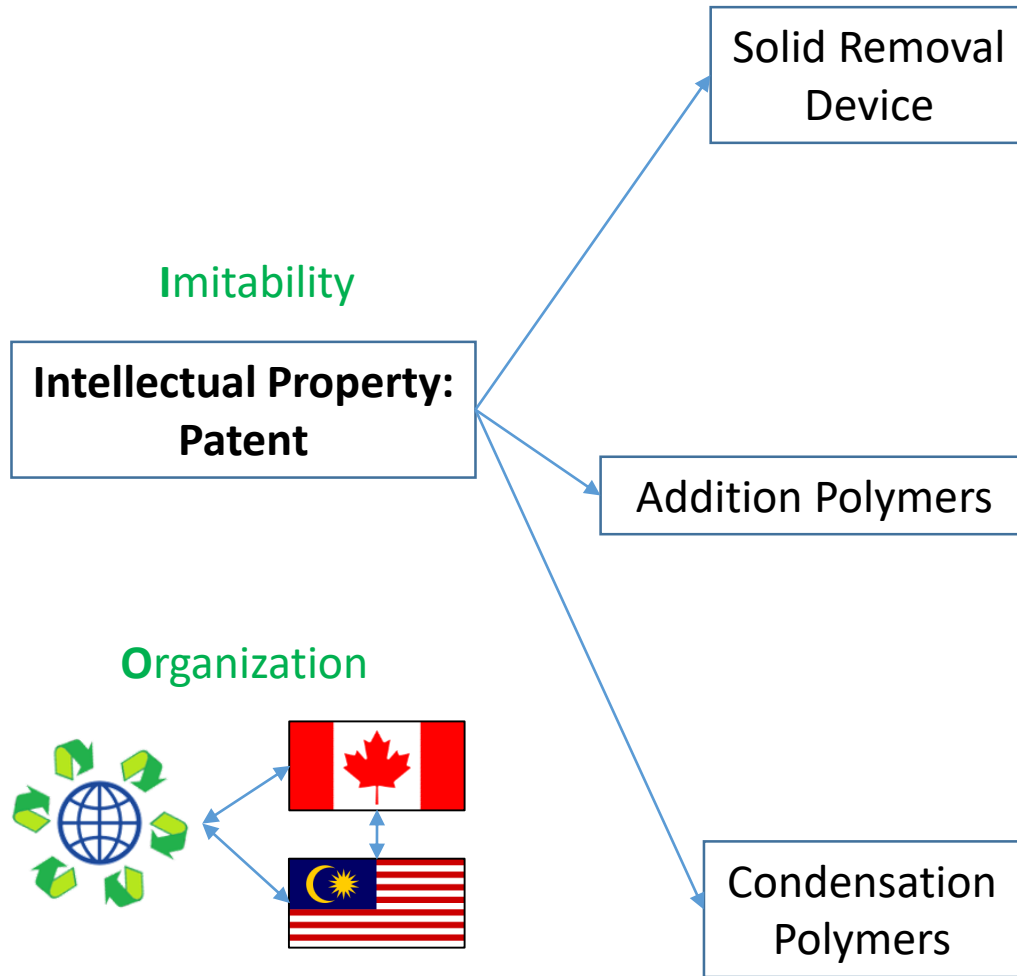 Solid Removal
Device
Imitability
Intellectual Property:
Patent
Addition Polymers
Organization
Condensation
Polymers